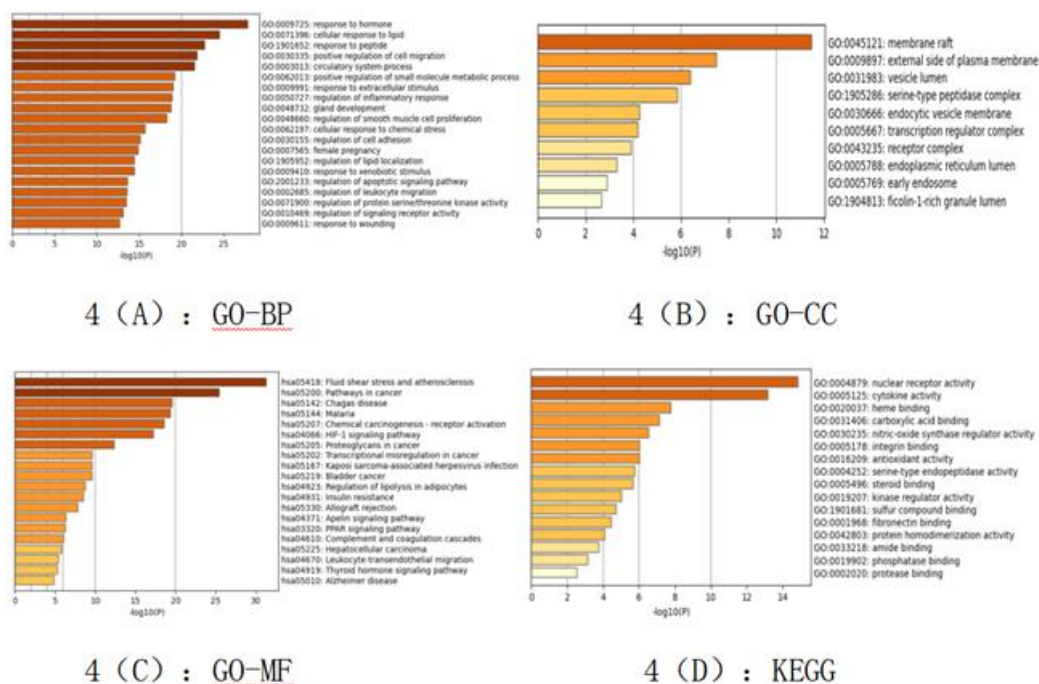 GO:0009725: response to hormone
GO:0071396: cellular response to lipid
GO:1901652: response to peptide
GO:0030335: positive regulation of cell migration
GO:0003013: circulatory system process
GO:0062013: positive regulation of small molecule metabolic process
GO:0009991: response to extracellular stimulus
GO:0050727: regulation of inflammatory response
GO:0048732: gland development
GO:0048660: regulation of smooth muscle cell proliferation
GO:0062197: cellular response to chemical stress
GO:0030155: regulation of cell adhesion
GO:0007565: female pregnancy
GO:1905952: regulation of lipid localization
GO:0009410: response to xenobiotic stimulus
GO:2001233: regulation of apoptotic signaling pathway
GO:0002685: regulation of leukocyte migration
GO:0071900: regulation of protein serine/threonine kinase activity
GO:0010469: regulation of signaling receptor activity
GO:0009611: response to wounding
0 5 10 15 20 25
-log10(P)
4（A）：GO-BP
GO:0045121: membrane raft
GO:0009897: external side of plasma membrane
GO:0031983: vesicle lumen
GO:1905286: serine-type peptidase complex
GO:0030666: endocytic vesicle membrane
GO:0005667: transcription regulator complex
GO:0043235: receptor complex
GO:0005788: endoplasmic reticulum lumen
GO:0005769: early endosome
GO:1904813: ficolin-1-rich granule lumen
0 2 4 6 8 10 12
-log10(P)
4（B）：GO-CC
hsa05418: Fluid shear stress and atherosclerosis
hsa05200: Pathways in cancer
hsa05142: Chagas disease
hsa05144: Malaria
hsa05207: Chemical carcinogenesis - receptor activation
hsa04066: HIF-1 signaling pathway
hsa05205: Proteoglycans in cancer
hsa05202: Transcriptional misregulation in cancer
hsa05167: Kaposi sarcoma-associated herpesvirus infection
hsa05219: Bladder cancer
hsa04923: Regulation of lipolysis in adipocytes
hsa04931: Insulin resistance
hsa05330: Allograft rejection
hsa04371: Apelin signaling pathway
hsa03320: PPAR signaling pathway
hsa04610: Complement and coagulation cascades
hsa05225: Hepatocellular carcinoma
hsa04670: Leukocyte transendothelial migration
hsa04919: Thyroid hormone signaling pathway
hsa05010: Alzheimer disease
0 5 10 15 20 25 30
-log10(P)
4（C）：GO-MF
GO:0004879: nuclear receptor activity
GO:0005125: cytokine activity
GO:0020037: heme binding
GO:0031406: carboxylic acid binding
GO:0030235: nitric-oxide synthase regulator activity
GO:0005178: integrin binding
GO:0016209: antioxidant activity
GO:0004252: serine-type endopeptidase activity
GO:0005496: steroid binding
GO:0019207: kinase regulator activity
GO:1901681: sulfur compound binding
GO:0001968: fibronectin binding
GO:0042803: protein homodimerization activity
GO:0033218: amide binding
GO:0019902: phosphatase binding
GO:0002020: protease binding
0 2 4 6 8 10 12 14
-log10(P)
4（D）：KEGG